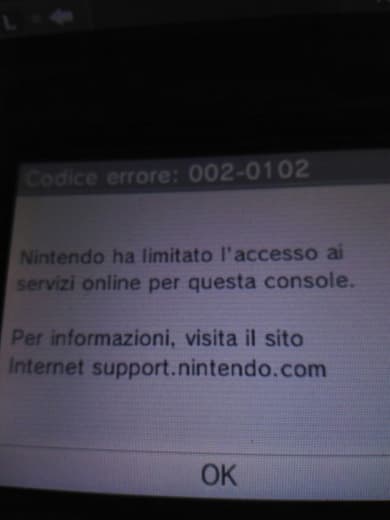 L
Codice errore: 002-0102
Nintendo ha limitato l'accesso ai
servizi online per questa console.
Per informazioni, visita il sito
Internet support.nintendo.com
OK